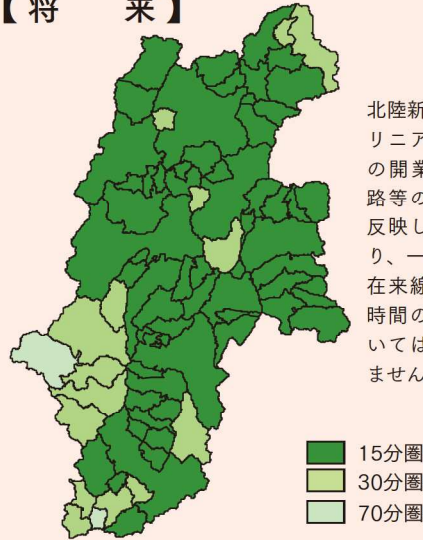 【将　来】
北陸新
リニア
の開業
路等の
反映し
り、一
在来線
時間の
いては
ません
15分圏
30分圏
70分圏